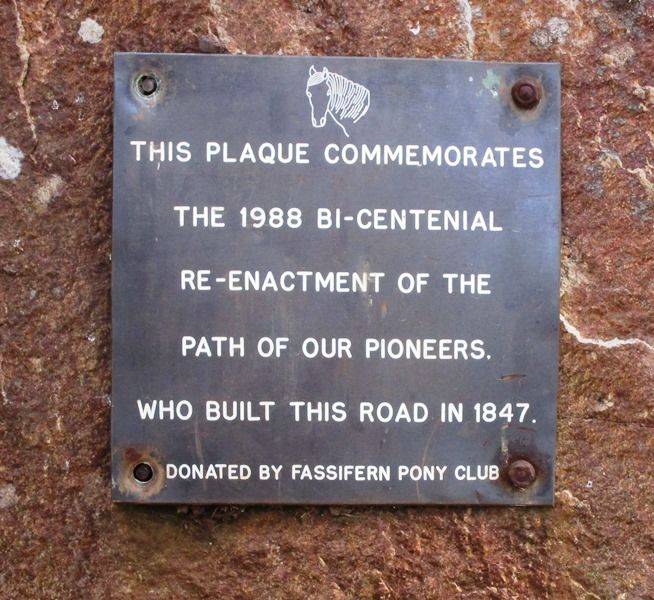 THIS PLAQUE COMMEMORATES
THE 1988 BI-CENTENIAL
RE-ENACTMENT OF THE
PATH OF OUR PIONEERS.
WHO BUILT THIS ROAD IN 1847.
DONATED BY FASSIFERN PONY CLUB